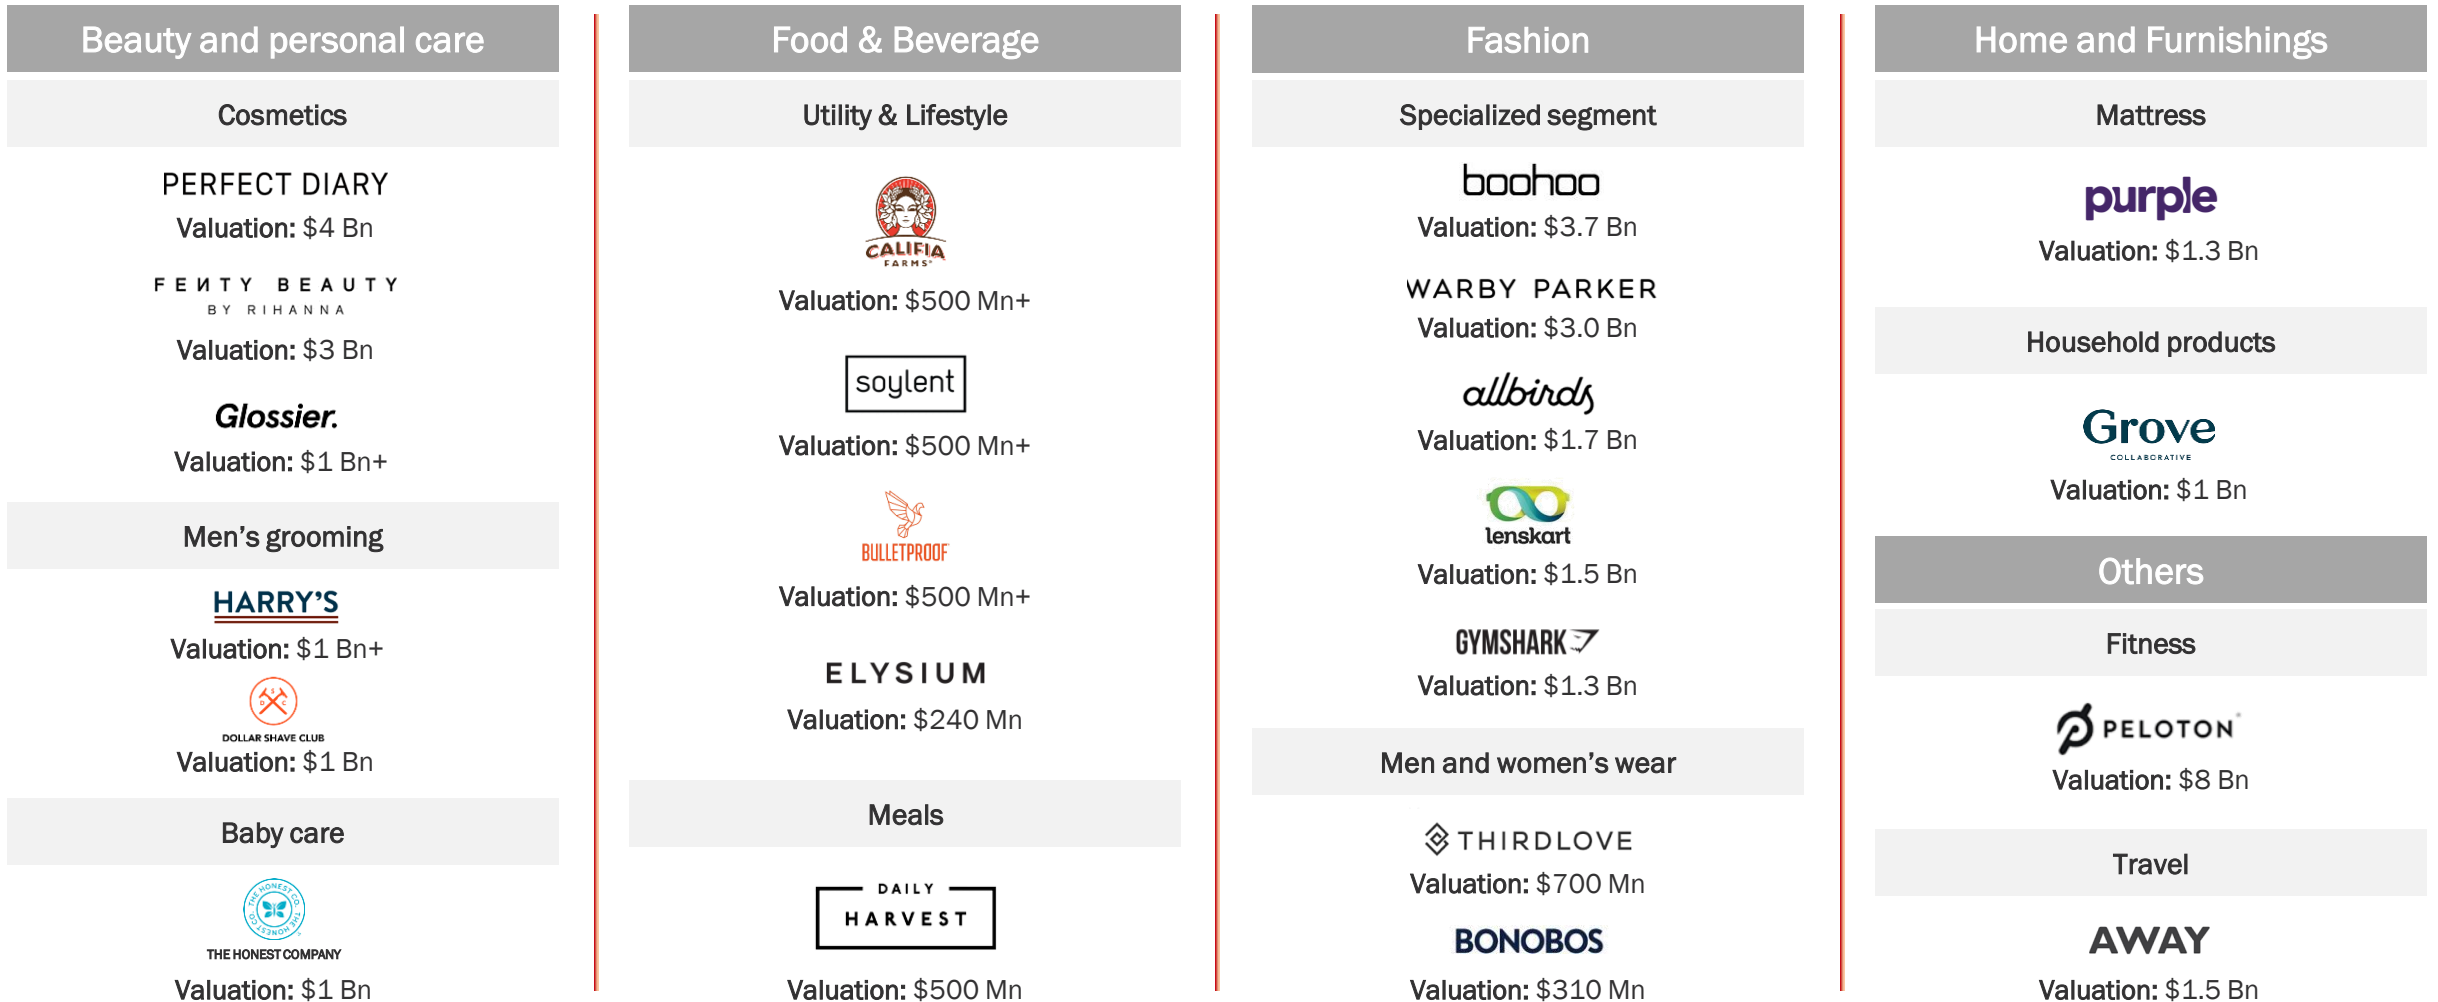 Beauty and personal care
Cosmetics
PERFECT DIARY
Valuation: $4 Bn
FENTY BEAUTY
BY RIHANNA
Valuation: $3 Bn
Glossier.
Valuation: $1 Bn+
Men’s grooming
HARRY’S
Valuation: $1 Bn+
D S C
DOLLAR SHAVE CLUB
Valuation: $1 Bn
Baby care
THE HONEST CO. THE HONEST CO.
THE HONEST COMPANY
Valuation: $1 Bn
Food & Beverage
Utility & Lifestyle
CALIFIA
FARMS
Valuation: $500 Mn+
soylent
Valuation: $500 Mn+
BULLETPROOF
Valuation: $500 Mn+
ELYSIUM
Valuation: $240 Mn
Meals
DAILY
HARVEST
Valuation: $500 Mn
Fashion
Specialized segment
boohoo
Valuation: $3.7 Bn
WARBY PARKER
Valuation: $3.0 Bn
allbirds
Valuation: $1.7 Bn
lenskart
Valuation: $1.5 Bn
GYMSHARK
Valuation: $1.3 Bn
Men and women’s wear
THIRDLOVE
Valuation: $700 Mn
BONOBOS
Valuation: $310 Mn
Home and Furnishings
Mattress
purple
Valuation: $1.3 Bn
Household products
Grove
COLLABORATIVE
Valuation: $1 Bn
Others
Fitness
PELOTON
Valuation: $8 Bn
Travel
AWAY
Valuation: $1.5 Bn